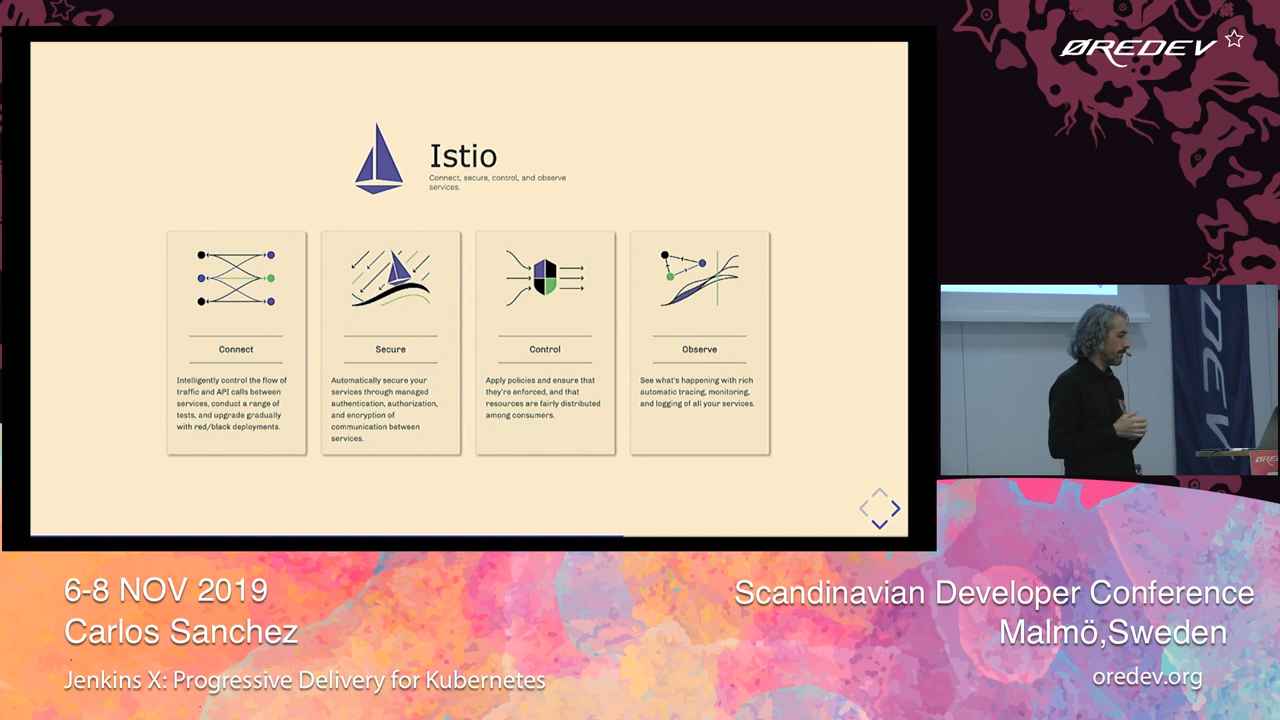 ØREDEV
Istio
Connect, secure, control, and observe
services.
Connect
Intelligently control the flow of
traffic and API calls between
services, conduct a range of
tests, and upgrade gradually
with red/black deployments.
Secure
Automatically secure your
services through managed
authentication, authorization,
and encryption of
communication between
services.
Control
Apply policies and ensure that
they're enforced, and that
resources are fairly distributed
among consumers.
Observe
See what's happening with rich
automatic tracing, monitoring,
and logging of all your services.
6-8 NOV 2019
Carlos Sanchez
Jenkins X: Progressive Delivery for Kubernetes
Scandinavian Developer Conference
Malmö,Sweden
oredev.org